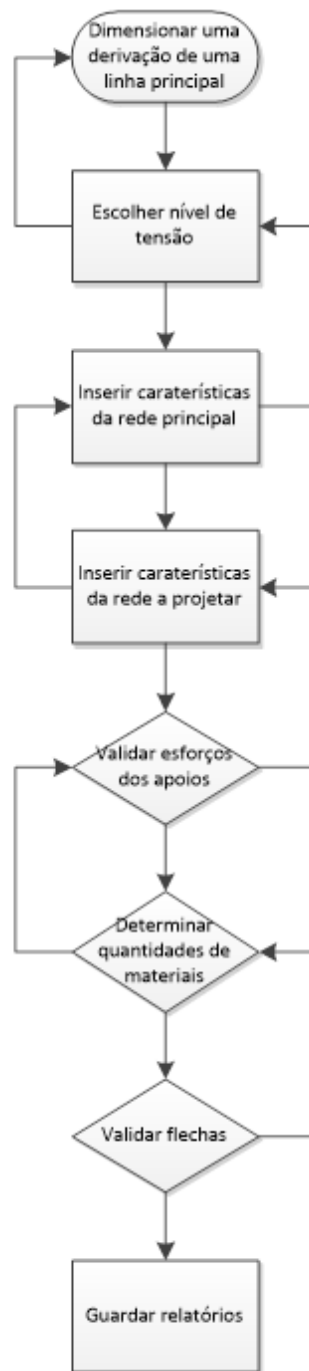 Dimensionar uma
derivação de uma
linha principal
Escolher nível de
tensão
Inserir caraterísticas
da rede principal
Inserir caraterísticas
da rede a projetar
Validar esforços
dos apoios
Determinar
quantidades de
materiais
Validar flechas
Guardar relatórios